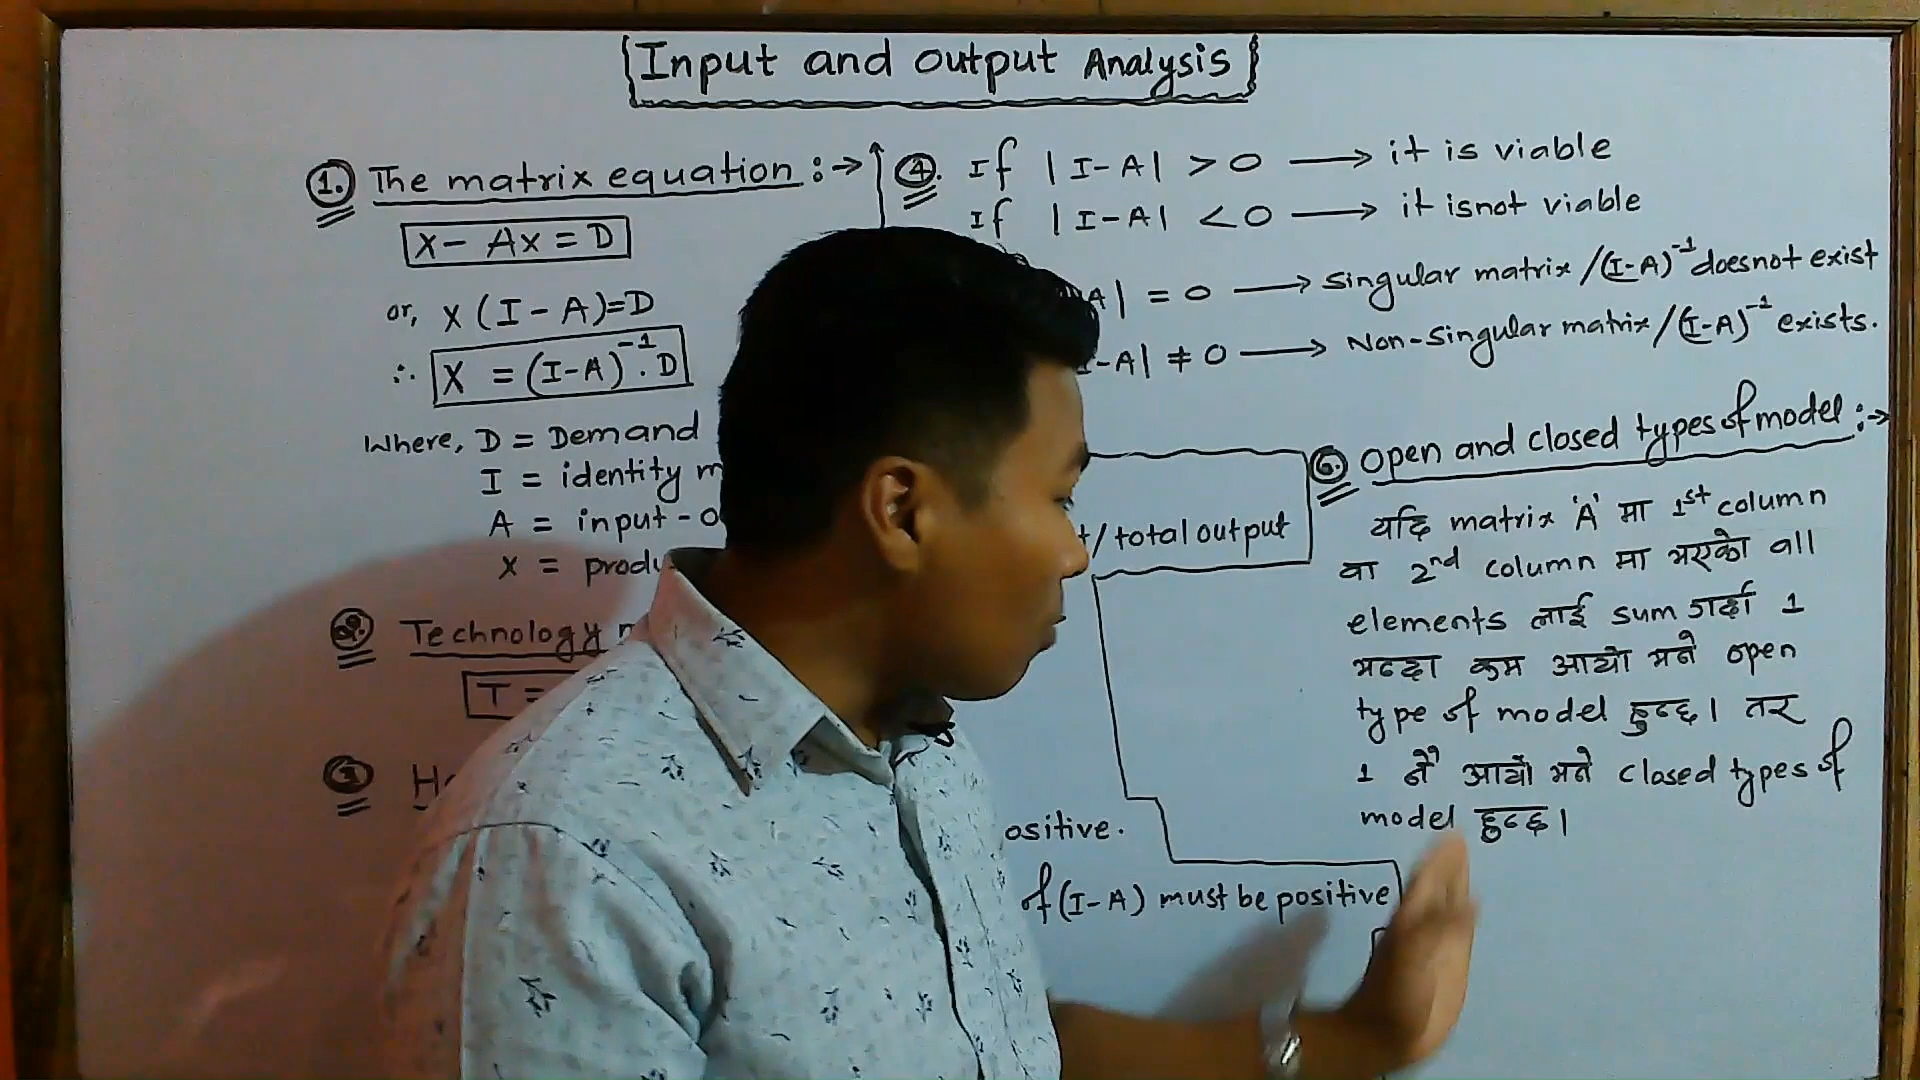 Input and output Analysis
1. The matrix equation :→
X - AX = D
or, X (I - A)=D
∴ X = (I-A)⁻¹ . D
Where, D = Demand
I = identity
A = input -
X =
2. Technology
T =
3.
ositive.
of (I-A) must be positive
4. If |I-A| > 0 → it is viable
If |I-A| < 0 → it isnot viable
A| = 0 → Singular matrix /(I-A)⁻¹ doesnot exist
I-A| ≠ 0 → Non-singular matrix /(I-A)⁻¹ exists.
/ total output
6. Open and closed types of model :→
यदि matrix 'A' मा 1st column
वा 2nd column मा भएको all
elements लाई sum गर्दा 1
भन्दा कम आयो भने open
type of model हुन्छ। तर
1 नै आयो भने closed types of
model हुन्छ।